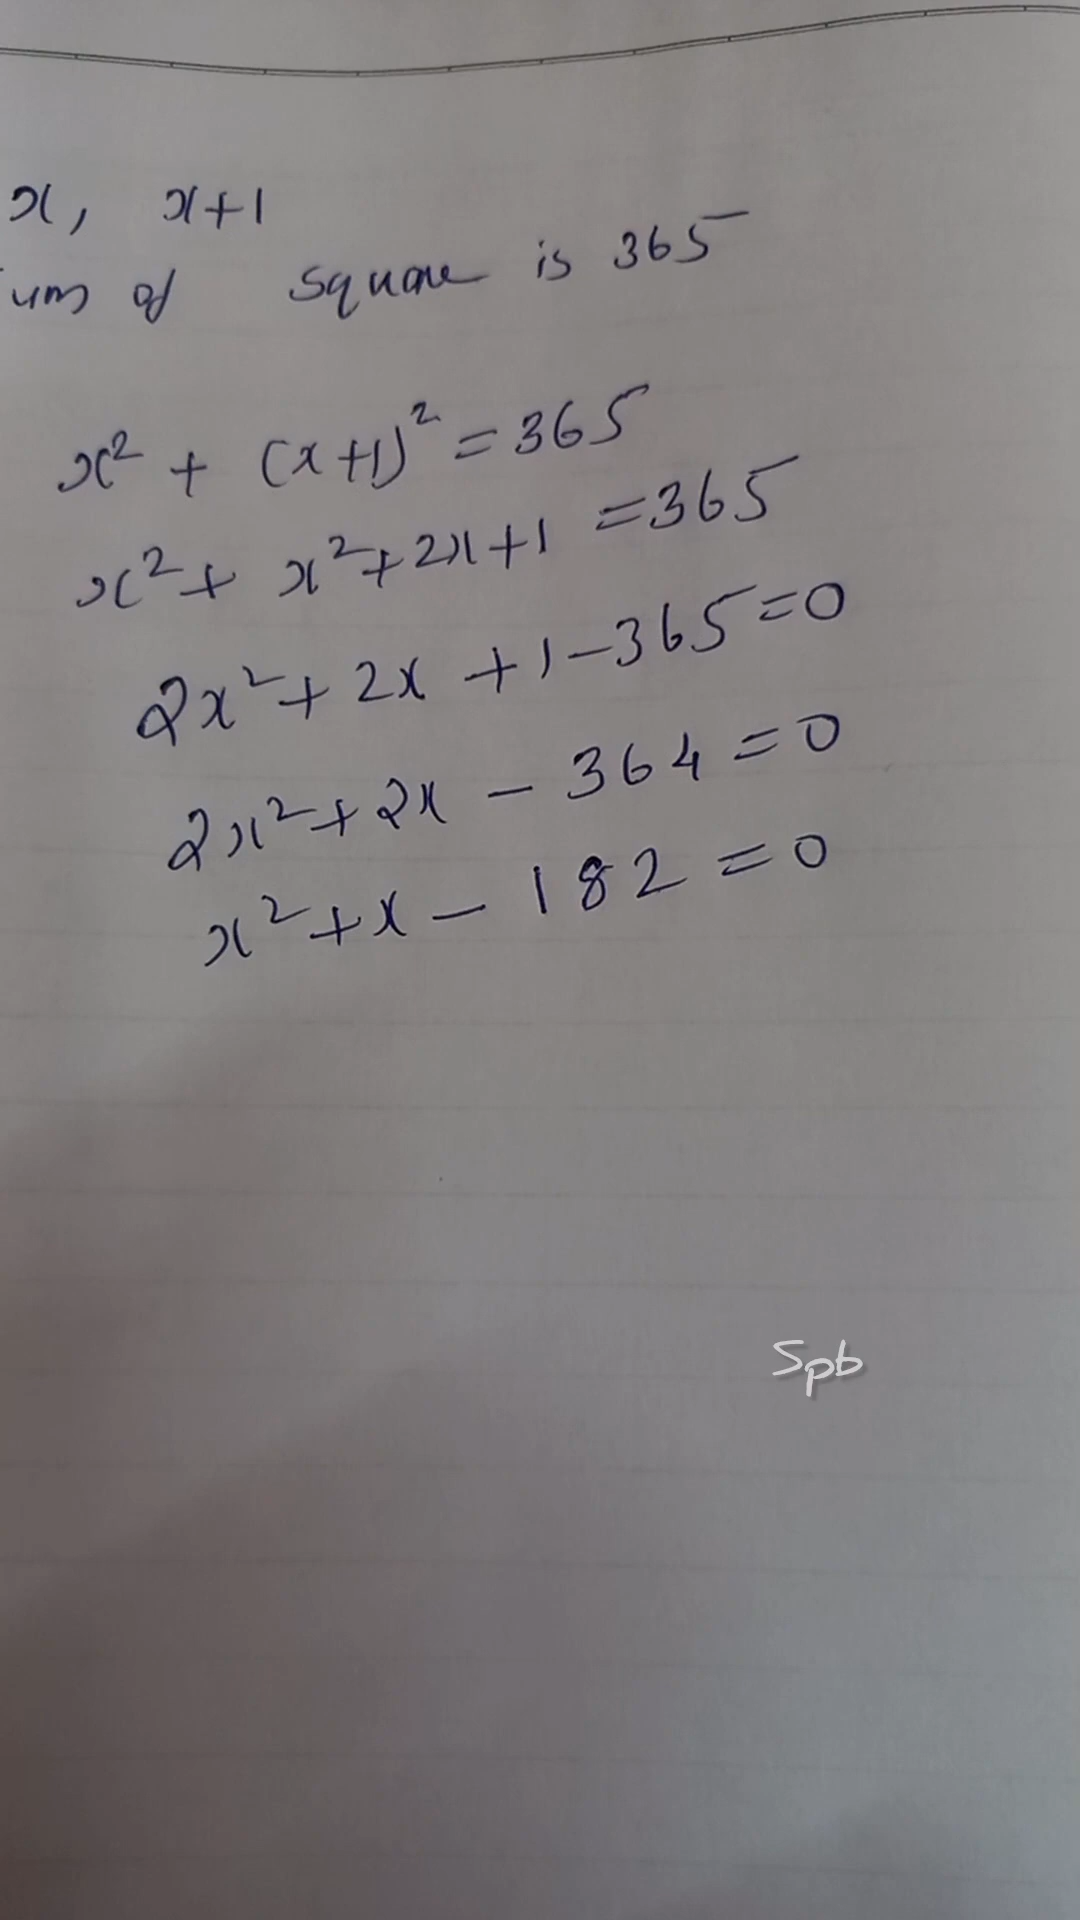 x, x+1
um of square is 365
x² + (x+1)² = 365
x² + x²+2x+1 = 365
2x²+ 2x +1-365=0
2x²+2x - 364=0
x²+x - 182=0
Spb